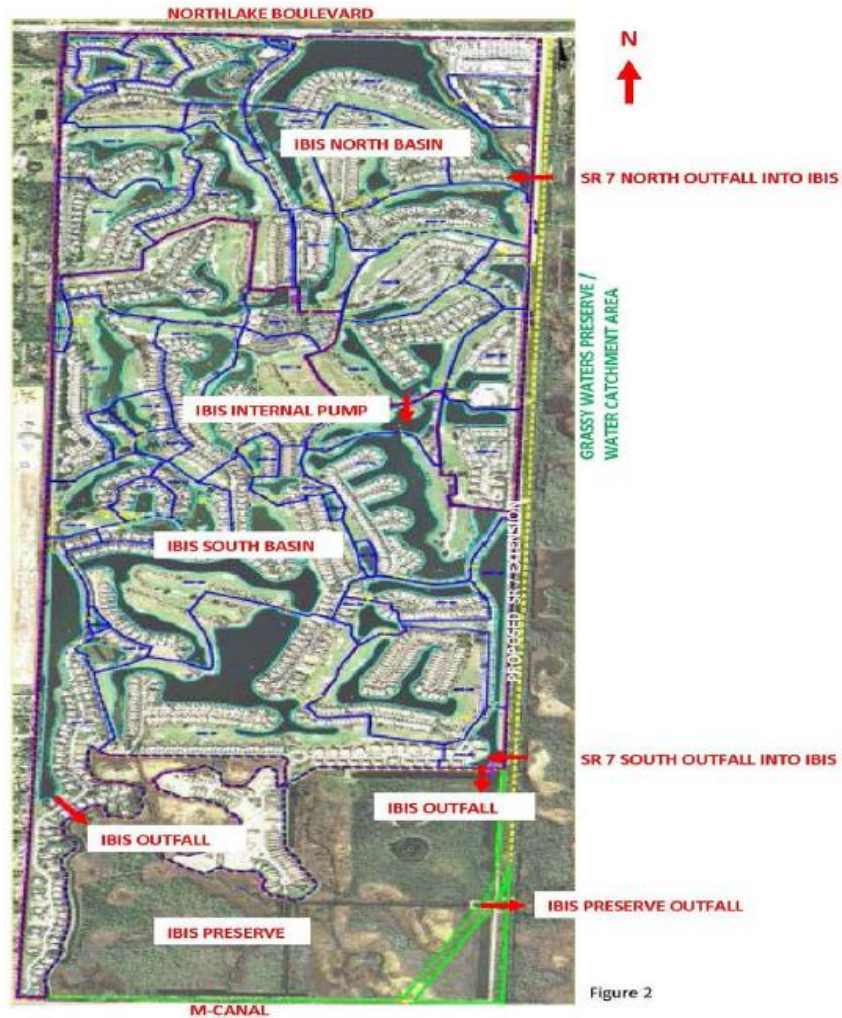 NORTHLAKE BOULEVARD
N
IBIS NORTH BASIN
SR 7 NORTH OUTFALL INTO IBIS
GRASSY WATERS PRESERVE /
WATER CATCHMENT AREA
IBIS INTERNAL PUMP
PROPOSED SR 7 EXTENSION
IBIS SOUTH BASIN
SR 7 SOUTH OUTFALL INTO IBIS
IBIS OUTFALL
IBIS OUTFALL
IBIS PRESERVE OUTFALL
IBIS PRESERVE
Figure 2
M-CANAL